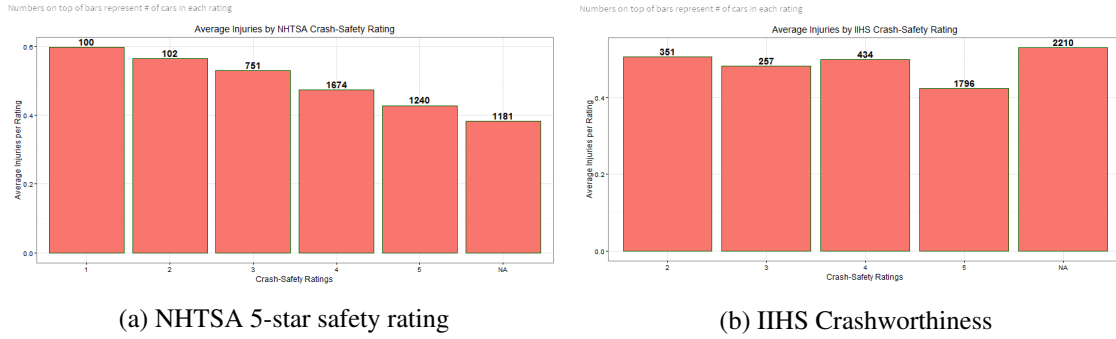 Numbers on top of bars represent # of cars in each rating
Average Injuries by NHTSA Crash-Safety Rating
Average Injuries per Rating
0.6
0.4
0.2
0.0
100
102
751
1674
1240
1181
1
2
3
4
5
NA
Crash-Safety Ratings
(a) NHTSA 5-star safety rating
Numbers on top of bars represent # of cars in each rating
Average Injuries by IIHS Crash-Safety Rating
Average Injuries per Rating
0.4
0.2
0.0
351
257
434
1796
2210
2
3
4
5
NA
Crash-Safety Ratings
(b) IIHS Crashworthiness